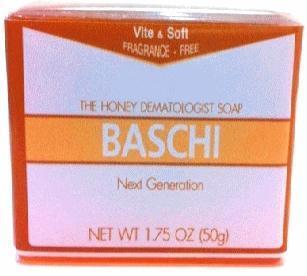 Vite & Soft
FRAGRANCE - FREE
THE HONEY DEMATOLOGIST SOAP
BASCHI
Next Generation
NET WT 1.75 OZ (50g)